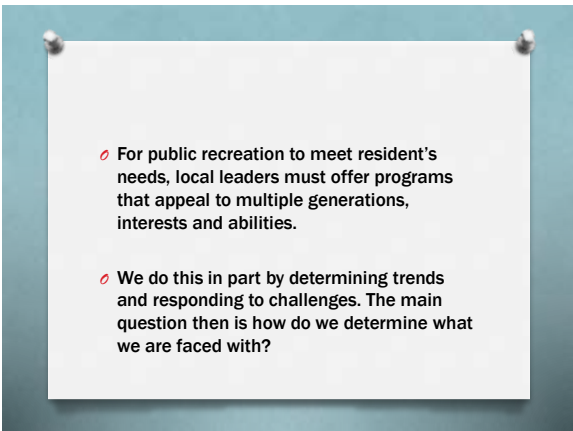 For public recreation to meet resident's
needs, local leaders must offer programs
that appeal to multiple generations,
interests and abilities.
We do this in part by determining trends
and responding to challenges. The main
question then is how do we determine what
we are faced with?